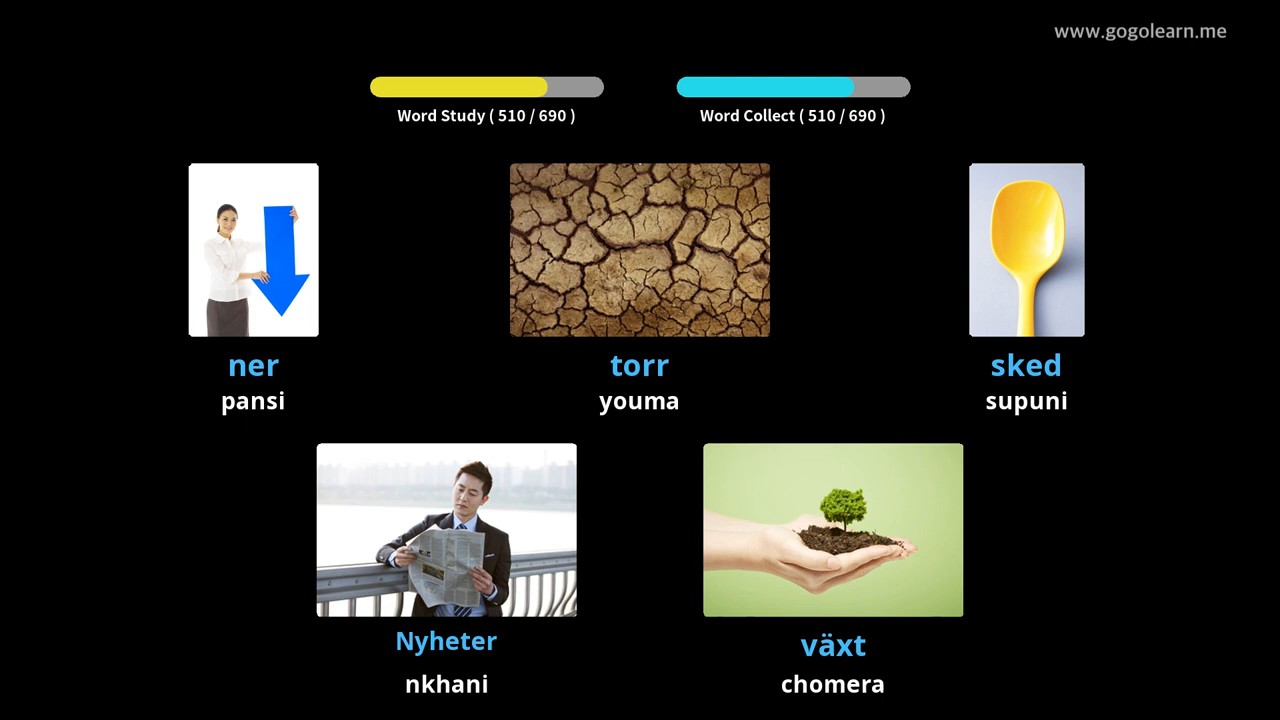 www.gogolearn.me
Word Study ( 510 / 690 )
Word Collect ( 510 / 690 )
ner
pansi
torr
youma
sked
supuni
Nyheter
nkhani
växt
chomera